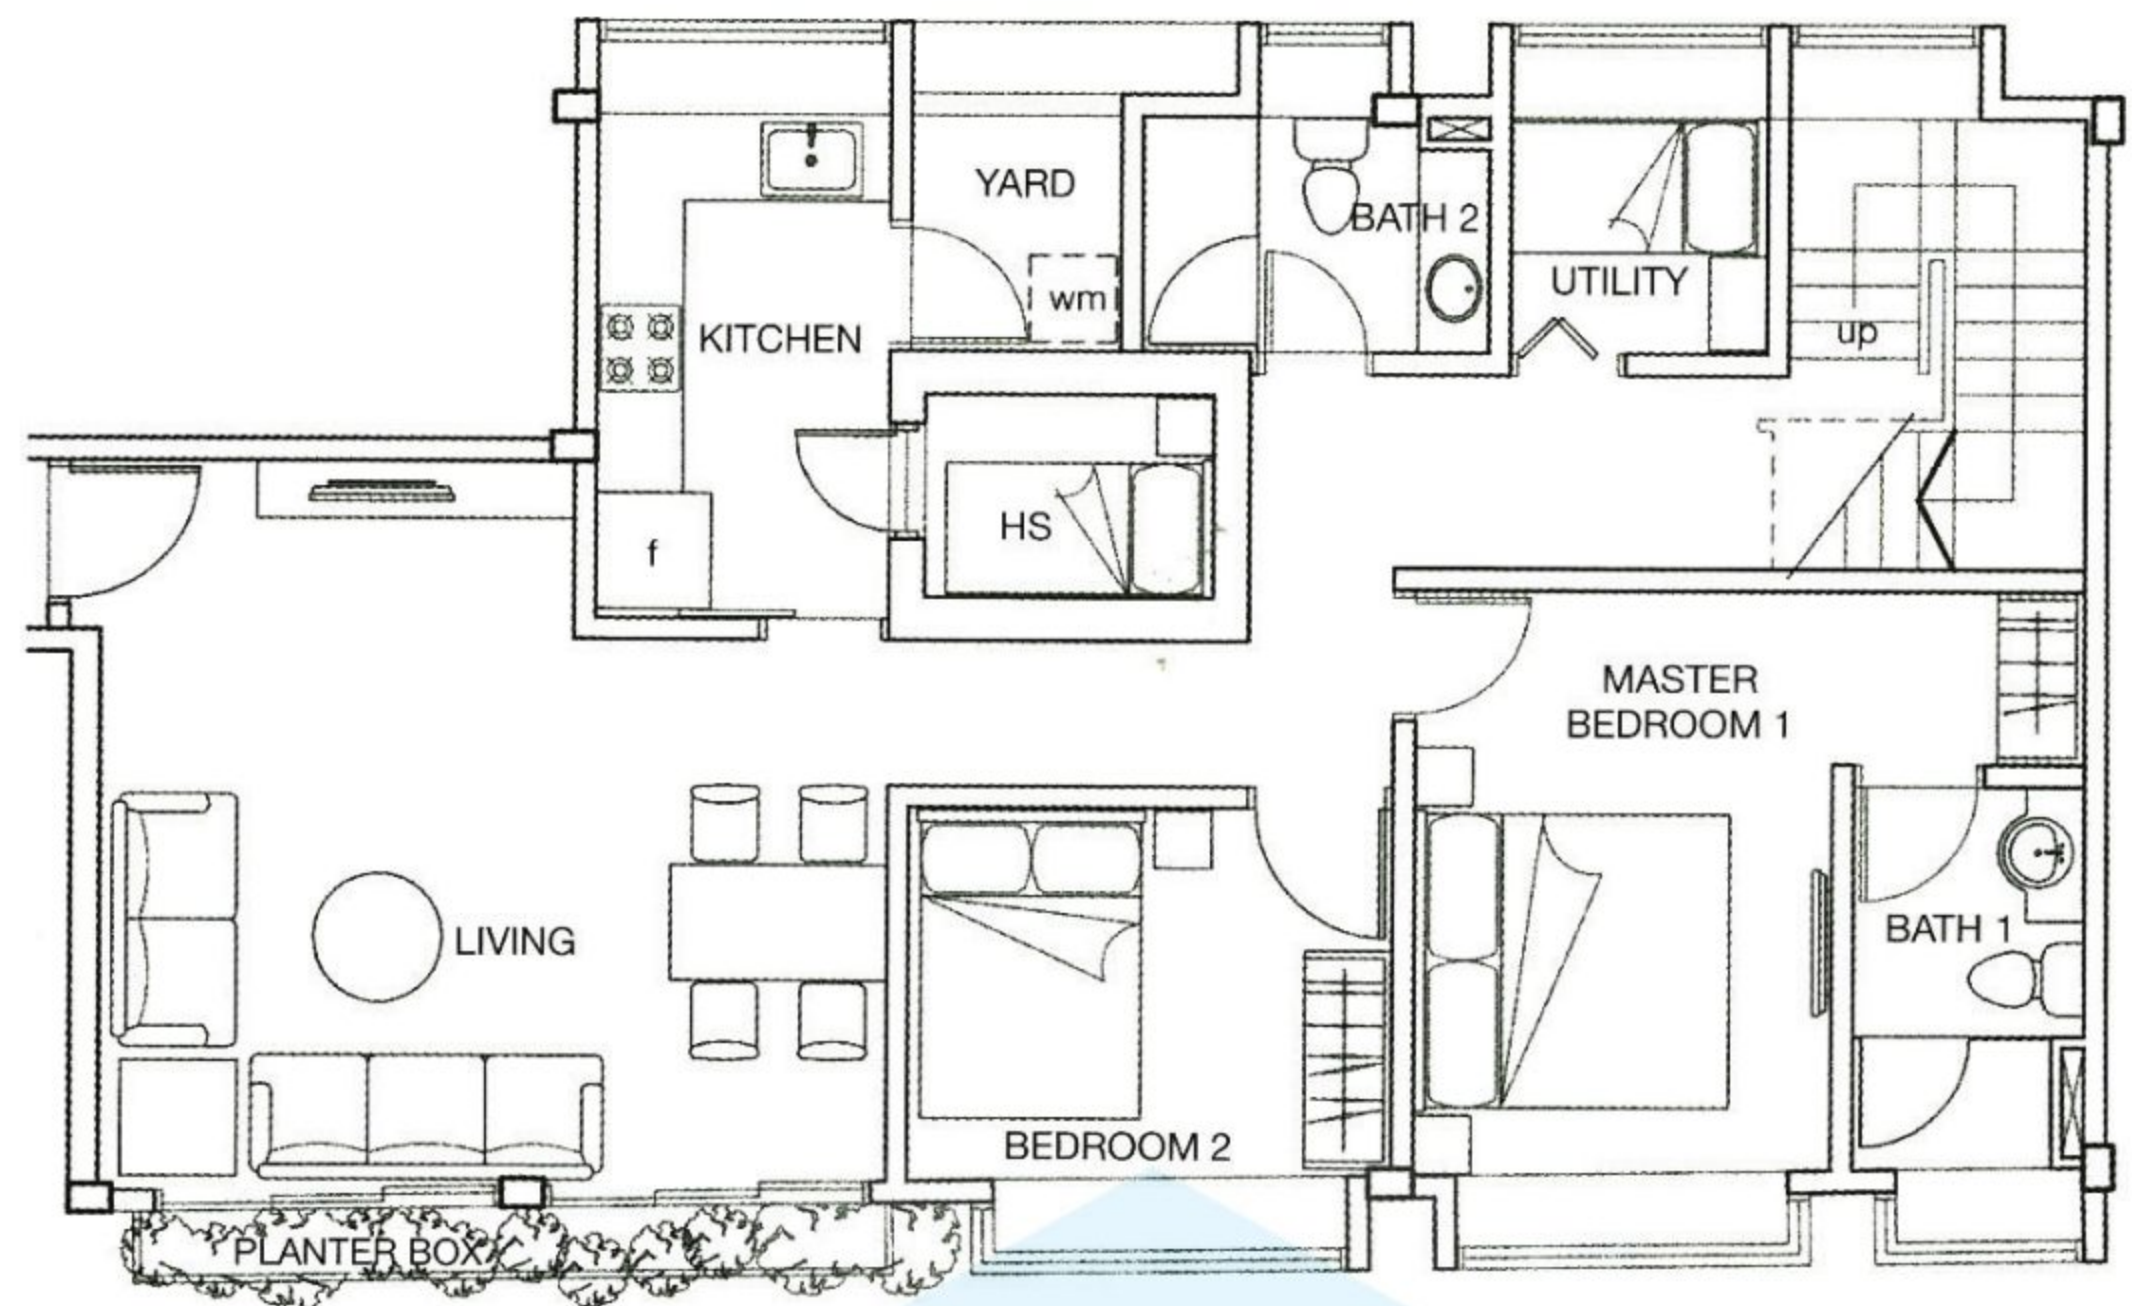 YARD
BATH 2
wm
UTILITY
KITCHEN
up
HS
f
MASTER
BEDROOM 1
LIVING
BATH 1
BEDROOM 2
PLANTER BOX